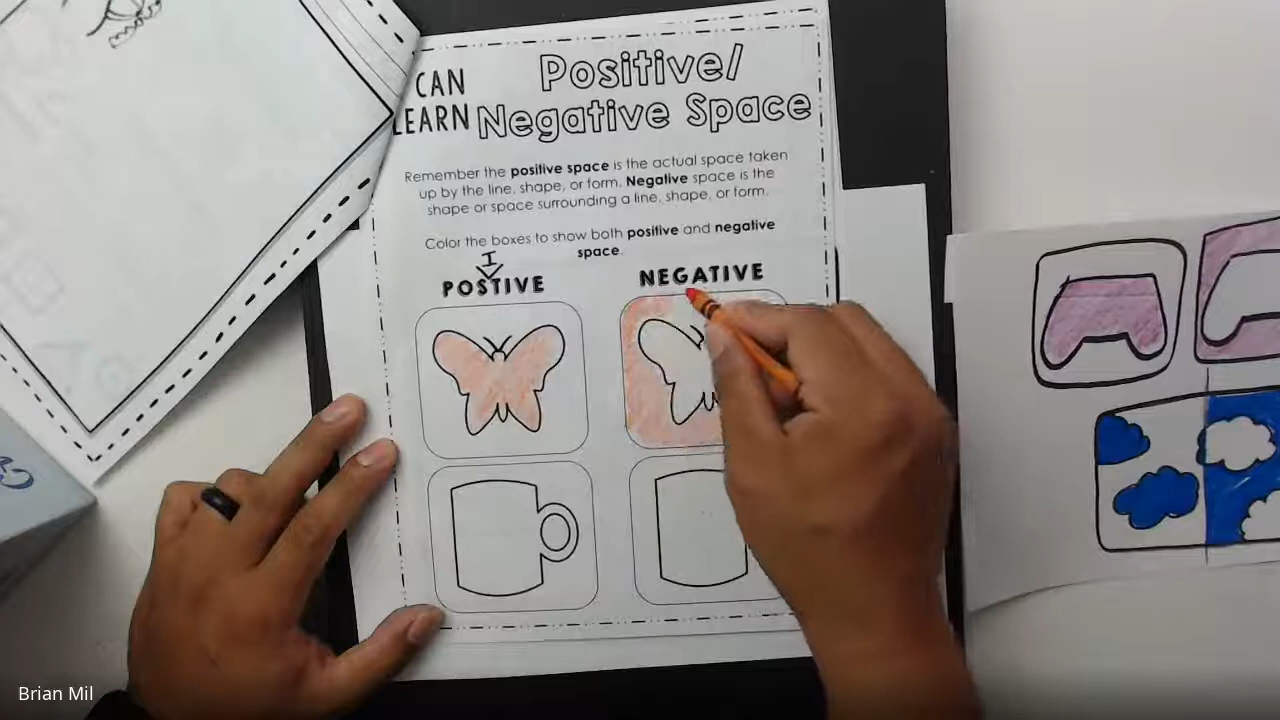 CAN
LEARN
Positive/
Negative Space
Remember the positive space is the actual space taken
up by the line, shape, or form. Negative space is the
shape or space surrounding a line, shape, or form.
Color the boxes to show both positive and negative
space.
I
POSTIVE
NEGATIVE
Brian Mil